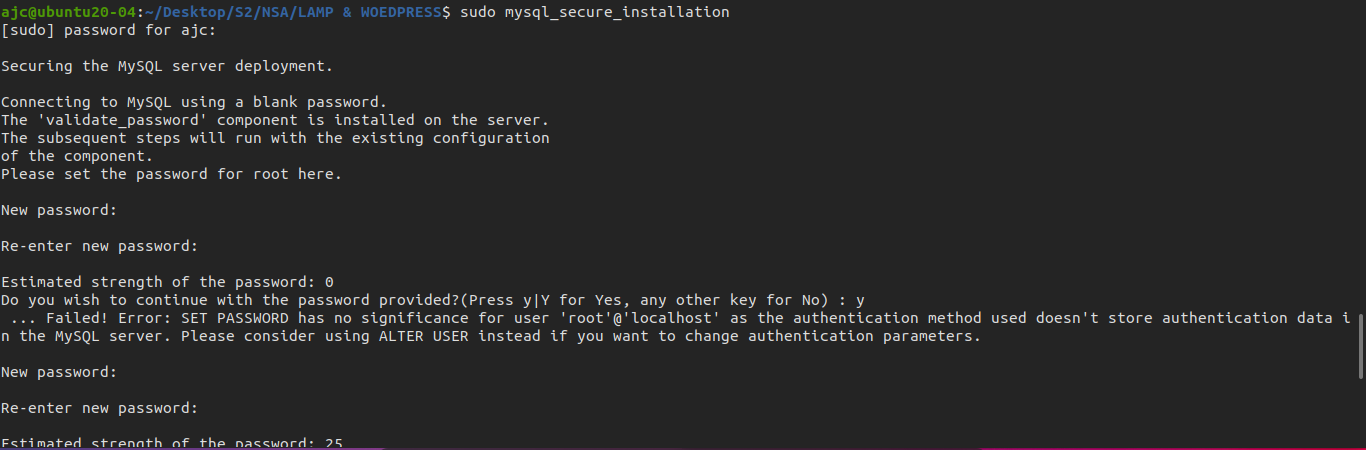 ajc@ubuntu20-04:~/Desktop/S2/NSA/LAMP & WOEDPRESS$ sudo mysql_secure_installation
[sudo] password for ajc:
Securing the MySQL server deployment.
Connecting to MySQL using a blank password.
The 'validate_password' component is installed on the server.
The subsequent steps will run with the existing configuration
of the component.
Please set the password for root here.
New password:
Re-enter new password:
Estimated strength of the password: 0
Do you wish to continue with the password provided?(Press y|Y for Yes, any other key for No) : y
 ... Failed! Error: SET PASSWORD has no significance for user 'root'@'localhost' as the authentication method used doesn't store authentication data i
n the MySQL server. Please consider using ALTER USER instead if you want to change authentication parameters.
New password:
Re-enter new password:
Estimated strength of the password: 25